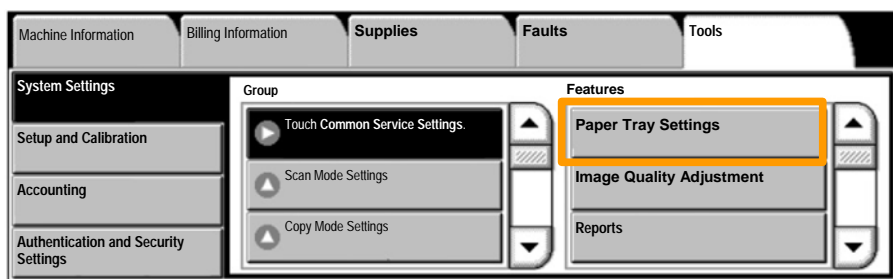 Machine Information
Billing Information
Supplies
Faults
Tools
System Settings
Group
Features
Touch Common Service Settings.
Paper Tray Settings
Setup and Calibration
Scan Mode Settings
Image Quality Adjustment
Accounting
Copy Mode Settings
Reports
Authentication and Security
Settings